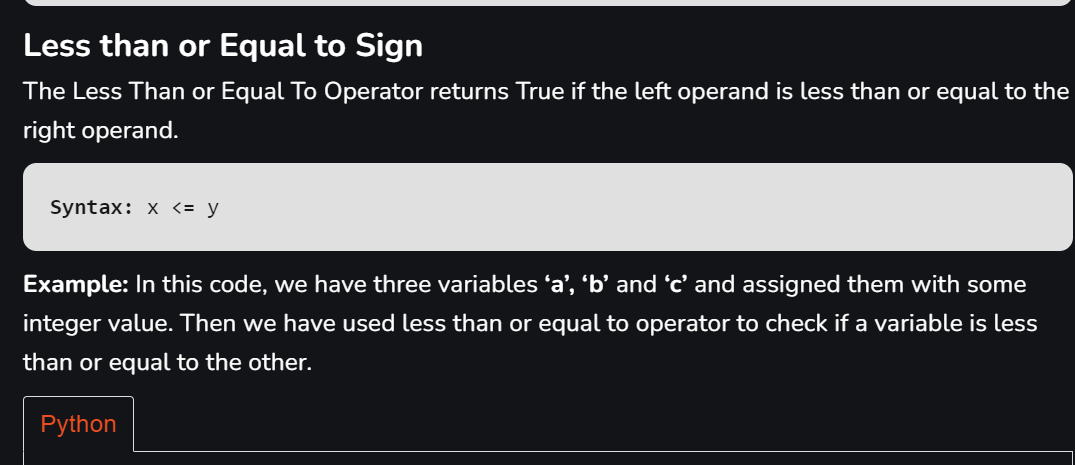 Less than or Equal to Sign
The Less Than or Equal To Operator returns True if the left operand is less than or equal to the
right operand.
Syntax: x <= y
Example: In this code, we have three variables ‘a’, ‘b’ and ‘c’ and assigned them with some
integer value. Then we have used less than or equal to operator to check if a variable is less
than or equal to the other.
Python